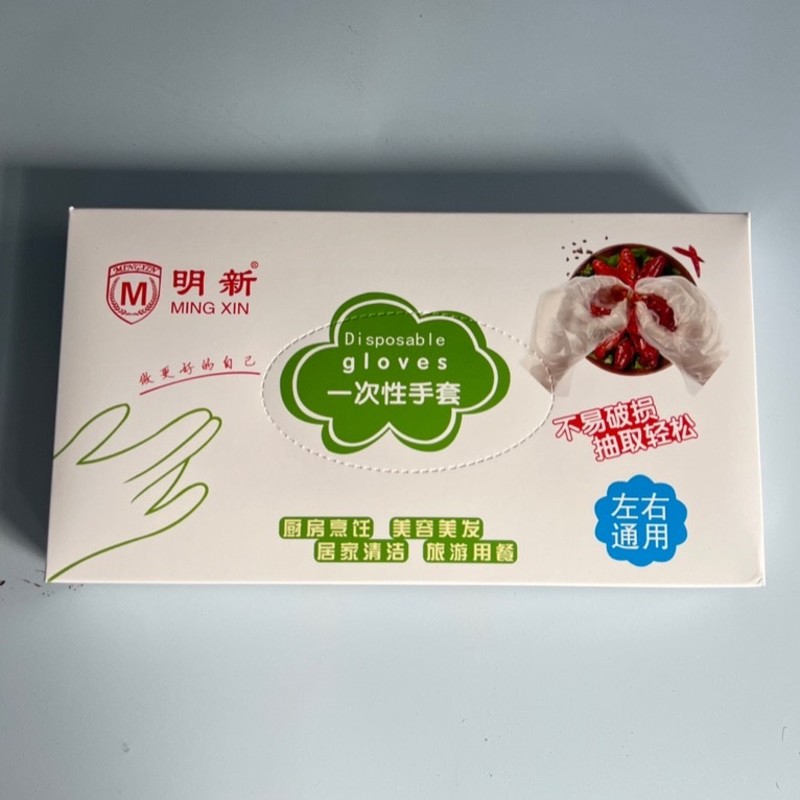 MINGXIN
M
明新®
MING XIN
做更好的自己
Disposable
gloves
一次性手套
不易破损
抽取轻松
左右
通用
厨房烹饪 美容美发
居家清洁 旅游用餐